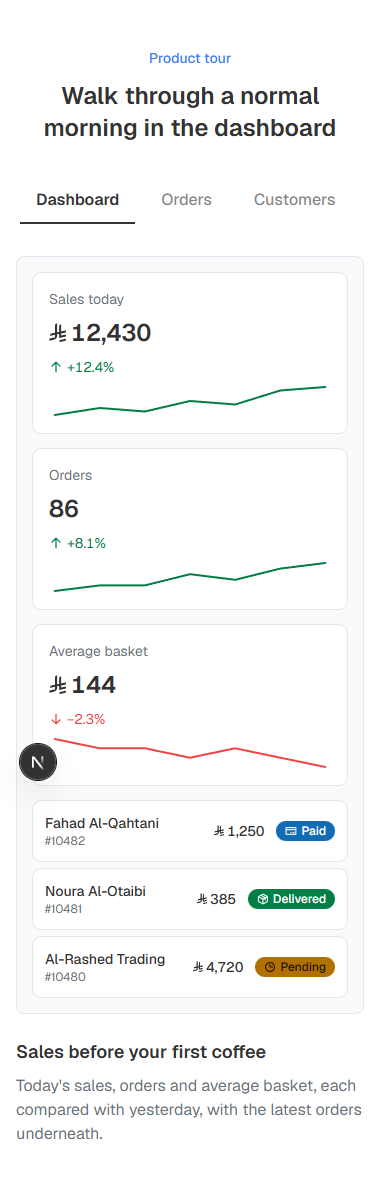 Product tour
Walk through a normal
morning in the dashboard
Dashboard Orders Customers
Sales today
⃁ 12,430
↑ +12.4%
Orders
86
↑ +8.1%
Average basket
⃁ 144
↓ −2.3%
N
Fahad Al-Qahtani ⃁ 1,250 Paid
#10482
Noura Al-Otaibi ⃁ 385 Delivered
#10481
Al-Rashed Trading ⃁ 4,720 Pending
#10480
Sales before your first coffee
Today's sales, orders and average basket, each
compared with yesterday, with the latest orders
underneath.